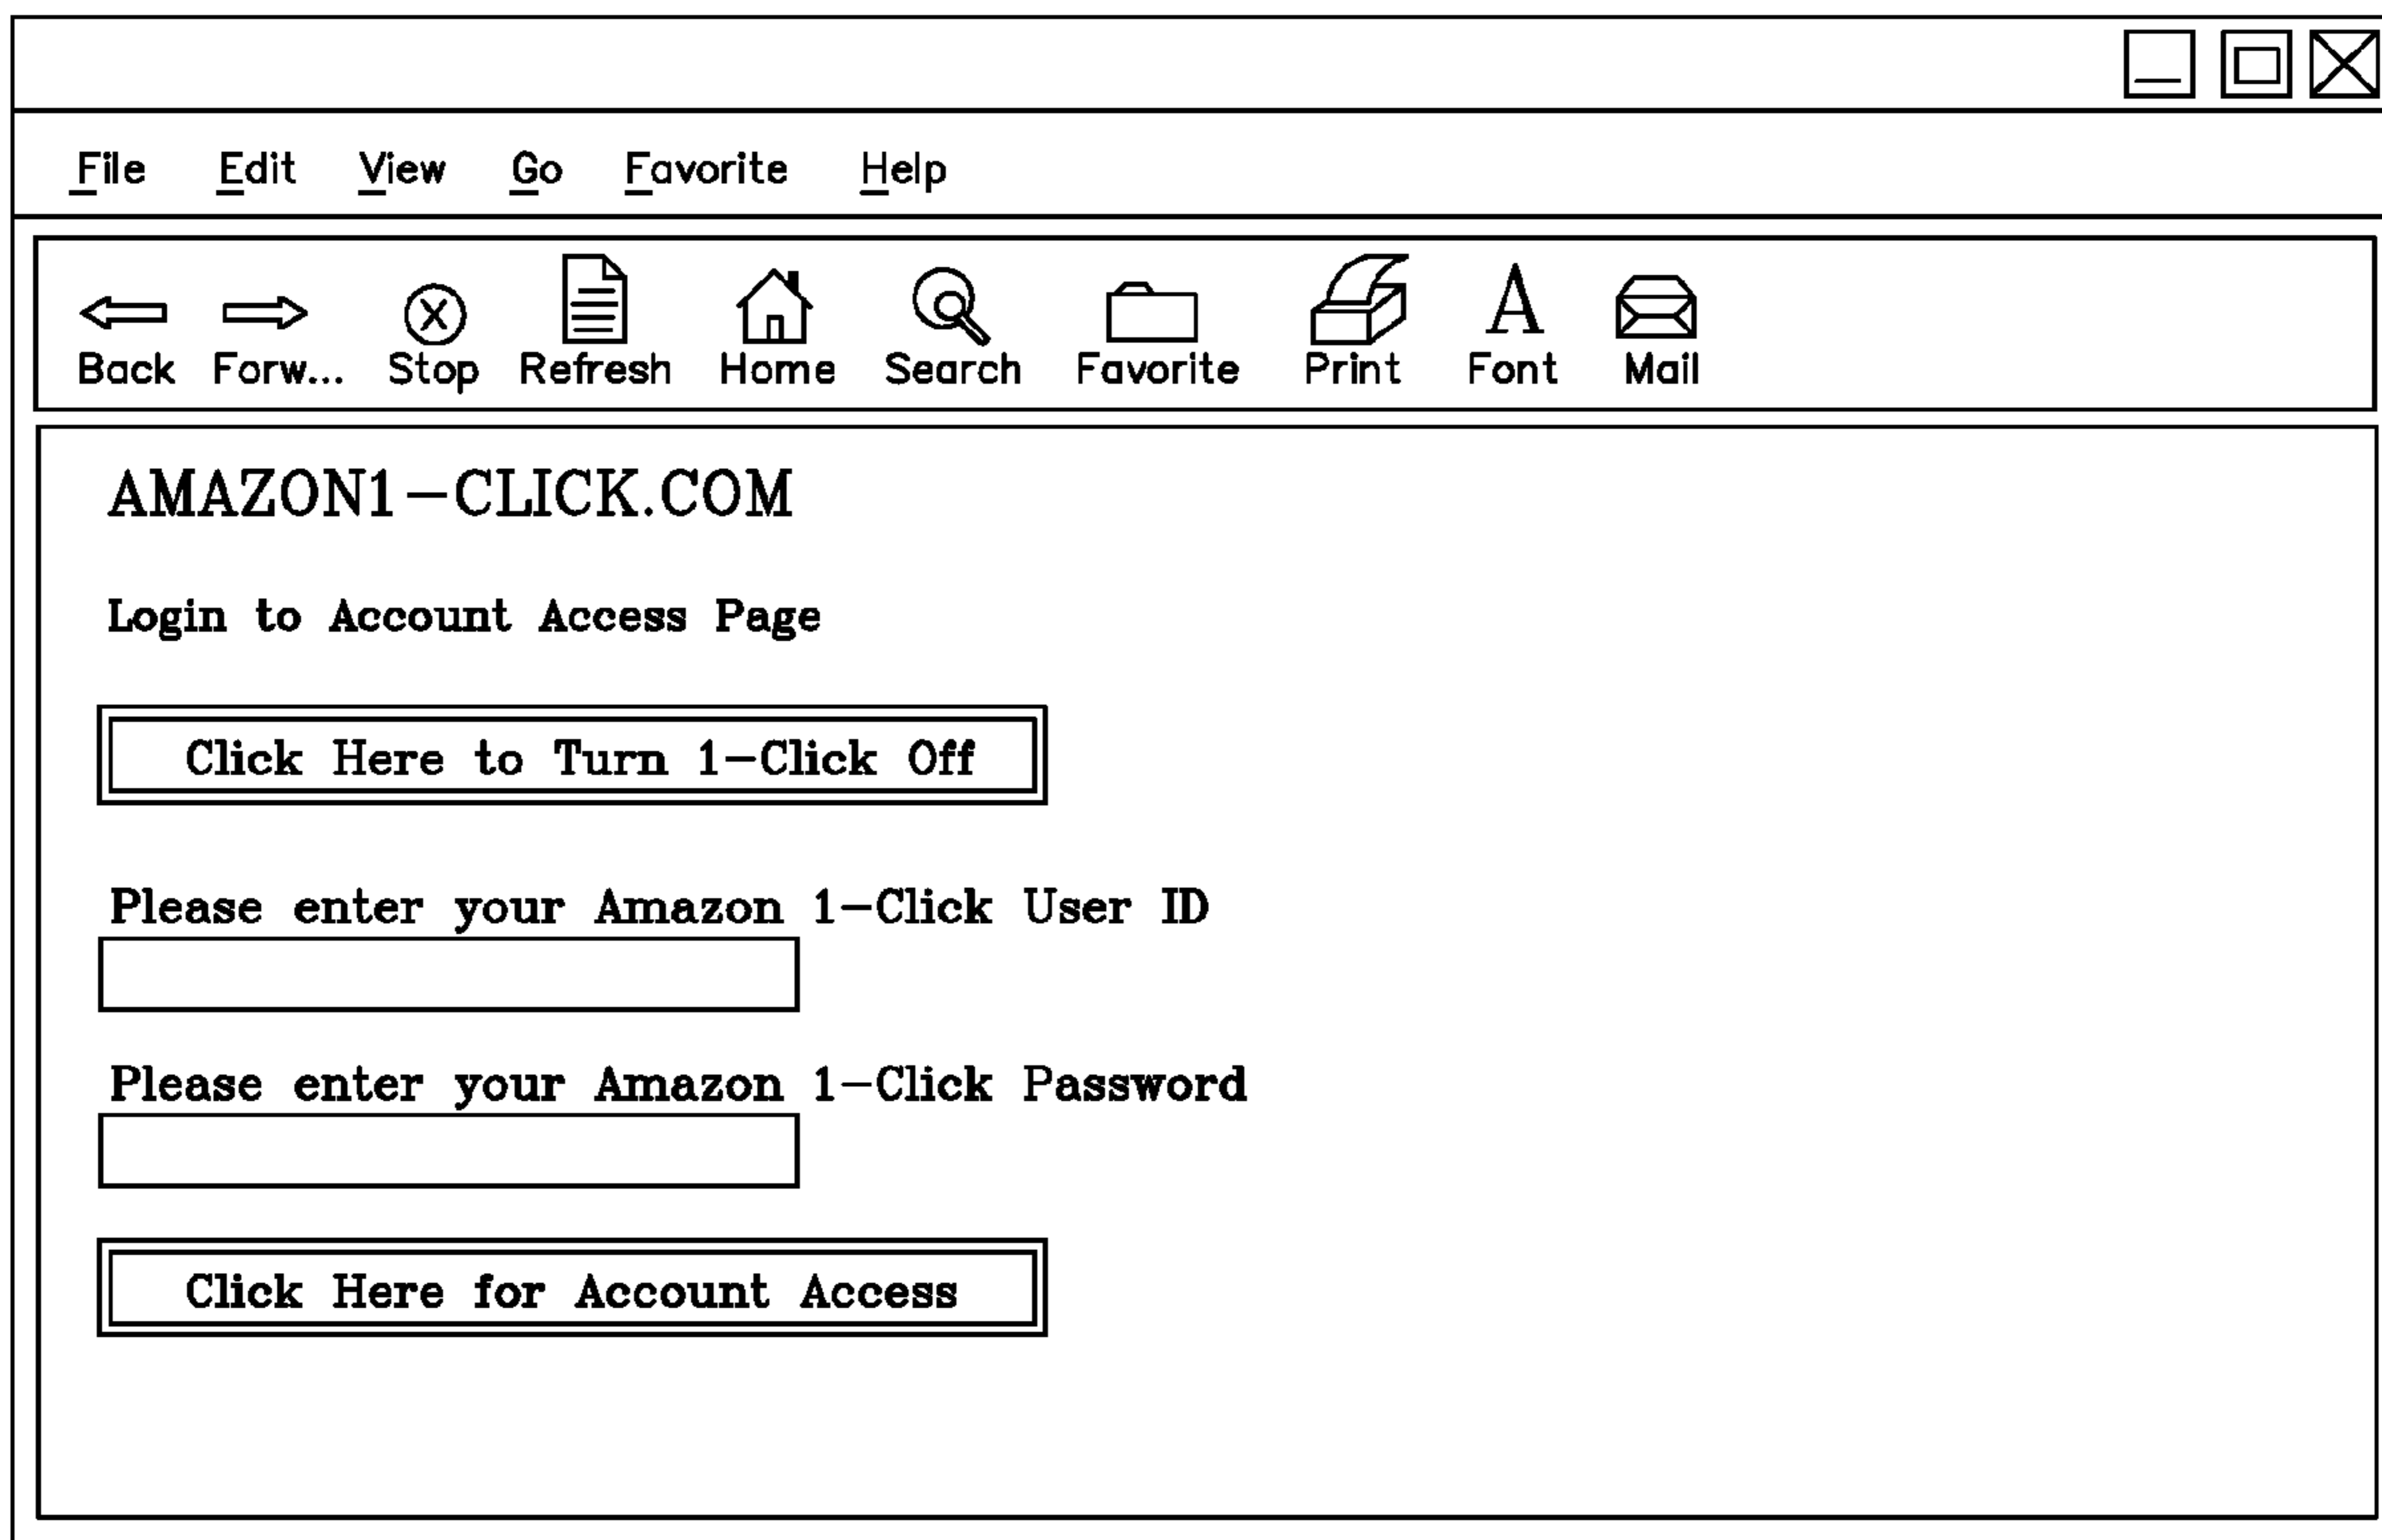 File Edit View Go Favorite Help
A
Back Forw... Stop Refresh Home Search Favorite Print Font Mail
AMAZON1-CLICK.COM
Login to Account Access Page
Click Here to Turn 1-Click Off
Please enter your Amazon 1-Click User ID
Please enter your Amazon 1-Click Password
Click Here for Account Access